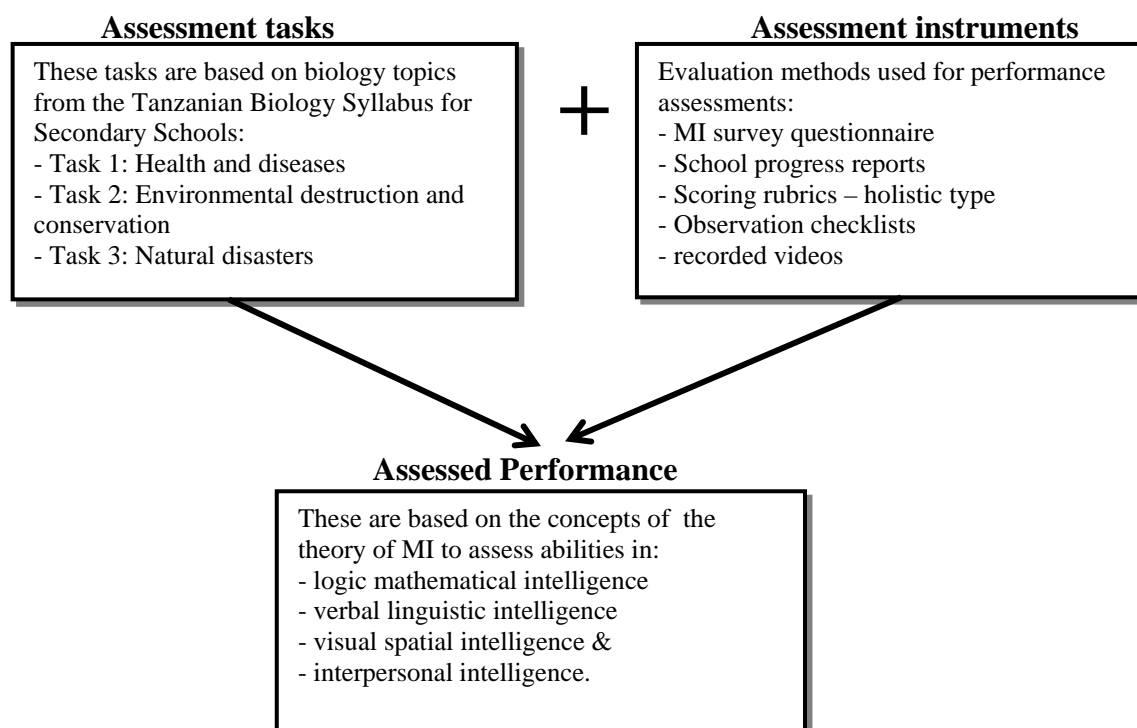 Assessment tasks
These tasks are based on biology topics
from the Tanzanian Biology Syllabus for
Secondary Schools:
- Task 1: Health and diseases
- Task 2: Environmental destruction and
conservation
- Task 3: Natural disasters
+
Assessment instruments
Evaluation methods used for performance
assessments:
- MI survey questionnaire
- School progress reports
- Scoring rubrics – holistic type
- Observation checklists
- recorded videos
Assessed Performance
These are based on the concepts of the
theory of MI to assess abilities in:
- logic mathematical intelligence
- verbal linguistic intelligence
- visual spatial intelligence &
- interpersonal intelligence.